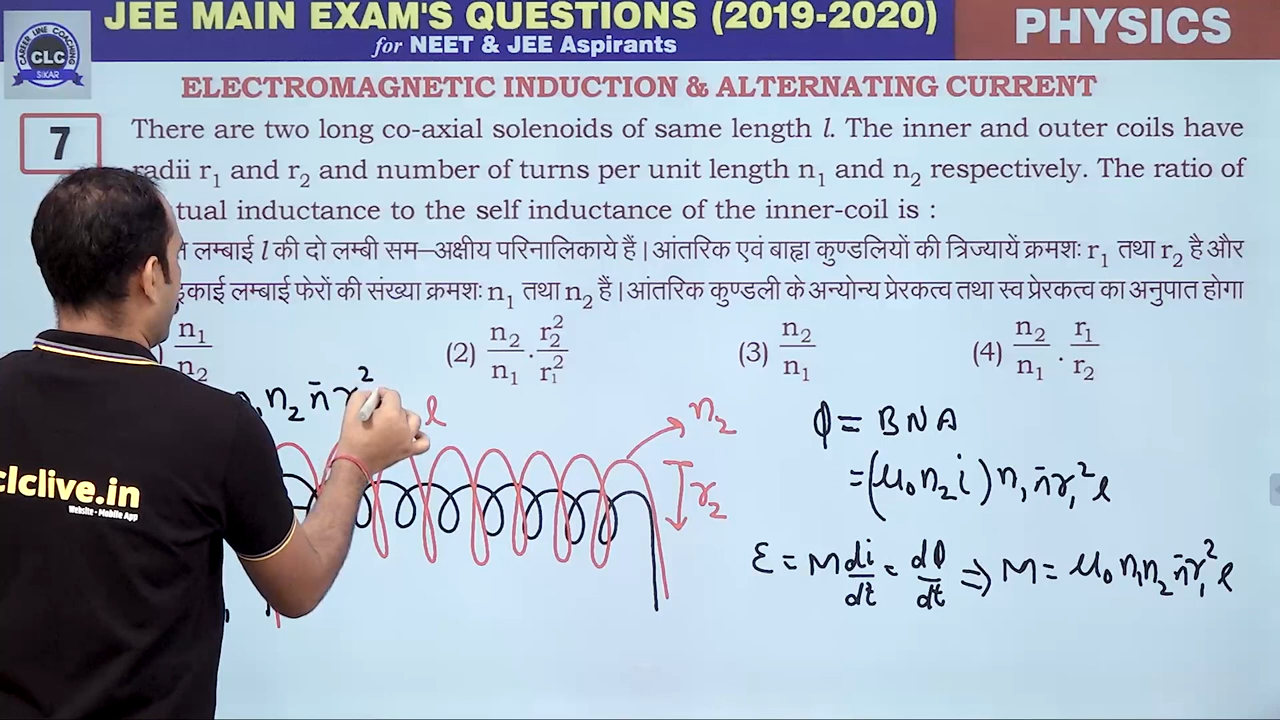 JEE MAIN EXAM'S QUESTIONS (2019-2020)
for NEET & JEE Aspirants
PHYSICS
CAREER LINE COACHING
CLC
SIKAR
ELECTROMAGNETIC INDUCTION & ALTERNATING CURRENT
7
There are two long co-axial solenoids of same length l. The inner and outer coils have
radii r₁ and r₂ and number of turns per unit length n₁ and n₂ respectively. The ratio of
tual inductance to the self inductance of the inner-coil is :
लम्बाई l की दो लम्बी सम–अक्षीय परिनालिकाये हैं। आंतरिक एवं बाह्य कुण्डलियों की त्रिज्यायें क्रमशः r₁ तथा r₂ है और
इकाई लम्बाई फेरों की संख्या क्रमशः n₁ तथा n₂ हैं। आंतरिक कुण्डली के अन्योन्य प्रेरकत्व तथा स्व प्रेरकत्व का अनुपात होगा
n₁/n₂ (2) n₂/n₁ . r₂²/r₁² (3) n₂/n₁ (4) n₂/n₁ . r₁/r₂
n₂ π r²
l
n₂
r₂
ϕ = BNA
= (μ₀ n₂ i) n₁ π r₁² l
ε = M di/dt = dϕ/dt ⇒ M = μ₀ n₁ n₂ π r₁² l
clclive.in
Website • Mobile App